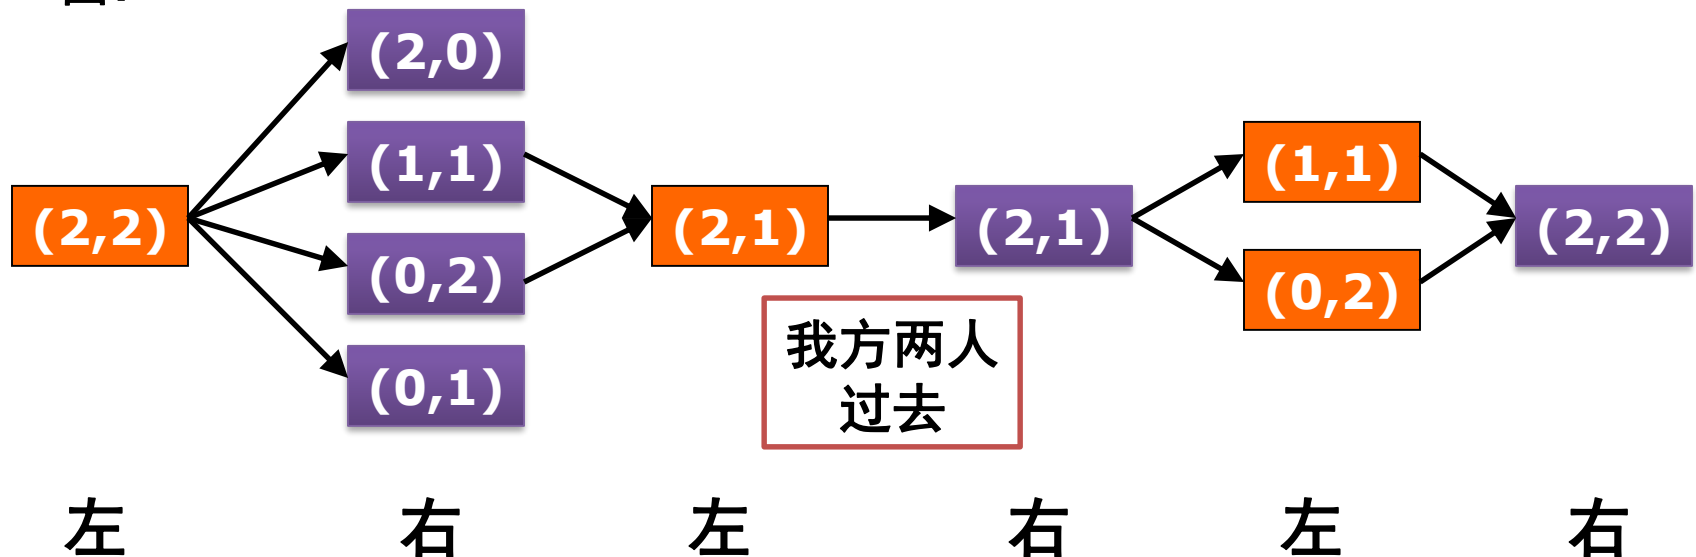 (2,0)
(1,1)
(1,1)
(2,2)
(2,1)
(2,1)
(2,2)
(0,2)
(0,2)
我方两人
过去
(0,1)
左
右
左
右
左
右